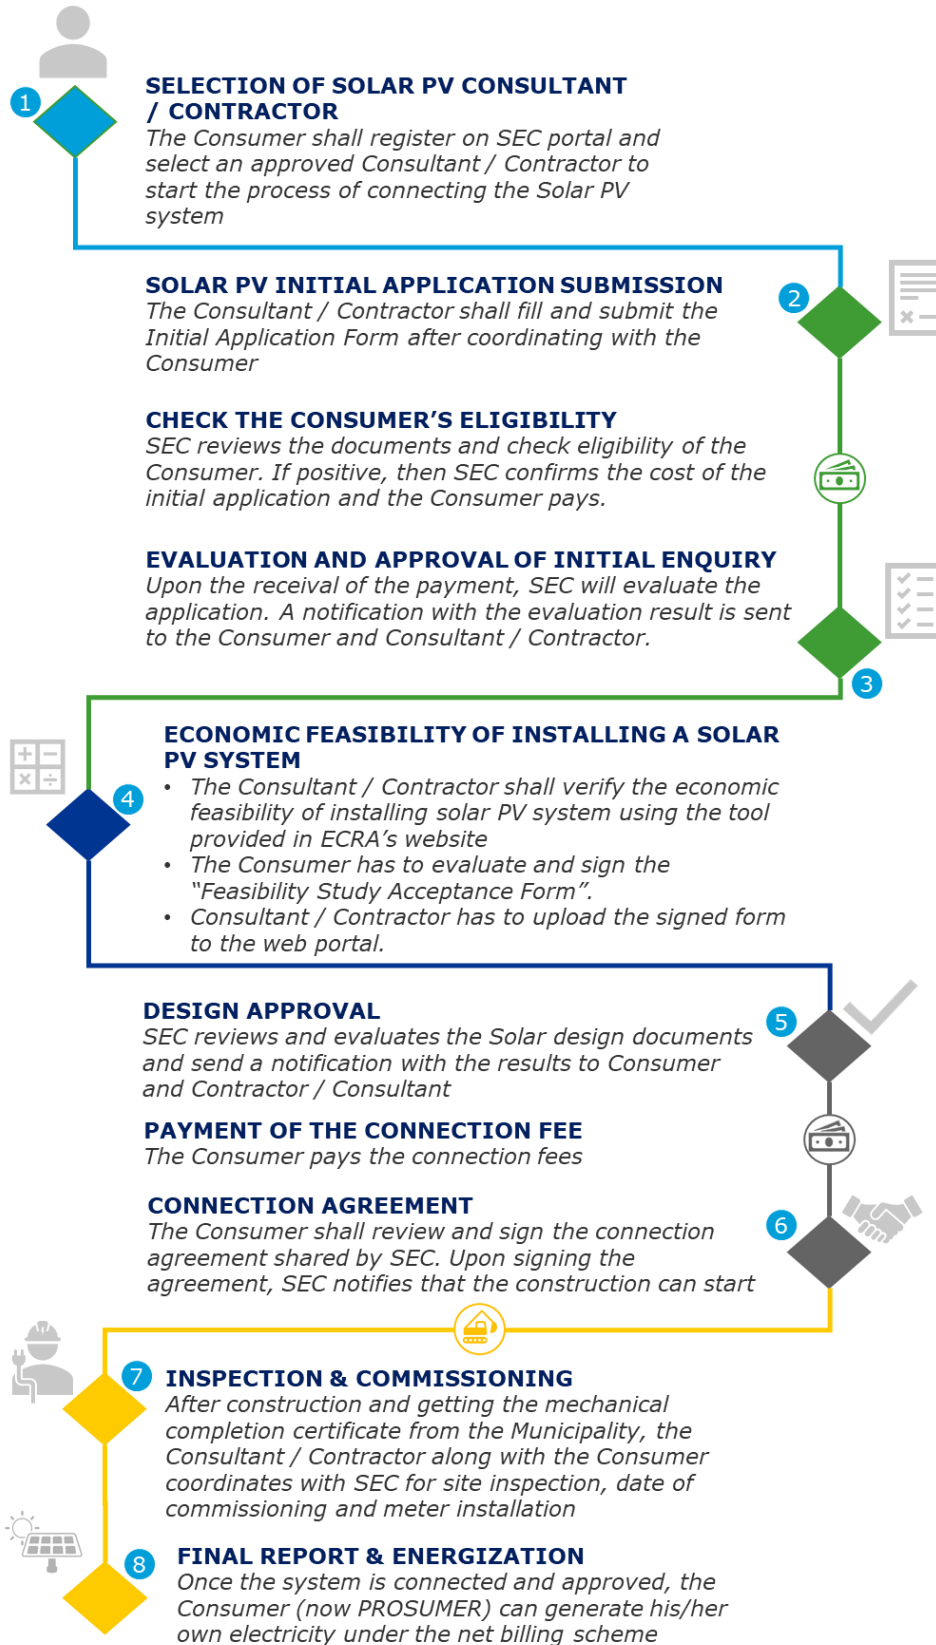 1
SELECTION OF SOLAR PV CONSULTANT
/ CONTRACTOR
The Consumer shall register on SEC portal and
select an approved Consultant / Contractor to
start the process of connecting the Solar PV
system
SOLAR PV INITIAL APPLICATION SUBMISSION
2
The Consultant / Contractor shall fill and submit the
Initial Application Form after coordinating with the
Consumer
CHECK THE CONSUMER’S ELIGIBILITY
SEC reviews the documents and check eligibility of the
Consumer. If positive, then SEC confirms the cost of the
initial application and the Consumer pays.
EVALUATION AND APPROVAL OF INITIAL ENQUIRY
Upon the receival of the payment, SEC will evaluate the
application. A notification with the evaluation result is sent
to the Consumer and Consultant / Contractor.
3
ECONOMIC FEASIBILITY OF INSTALLING A SOLAR
PV SYSTEM
4
• The Consultant / Contractor shall verify the economic
feasibility of installing solar PV system using the tool
provided in ECRA’s website
• The Consumer has to evaluate and sign the
“Feasibility Study Acceptance Form”.
• Consultant / Contractor has to upload the signed form
to the web portal.
DESIGN APPROVAL
5
SEC reviews and evaluates the Solar design documents
and send a notification with the results to Consumer
and Contractor / Consultant
PAYMENT OF THE CONNECTION FEE
The Consumer pays the connection fees
CONNECTION AGREEMENT
6
The Consumer shall review and sign the connection
agreement shared by SEC. Upon signing the
agreement, SEC notifies that the construction can start
7
INSPECTION & COMMISSIONING
After construction and getting the mechanical
completion certificate from the Municipality, the
Consultant / Contractor along with the Consumer
coordinates with SEC for site inspection, date of
commissioning and meter installation
8
FINAL REPORT & ENERGIZATION
Once the system is connected and approved, the
Consumer (now PROSUMER) can generate his/her
own electricity under the net billing scheme